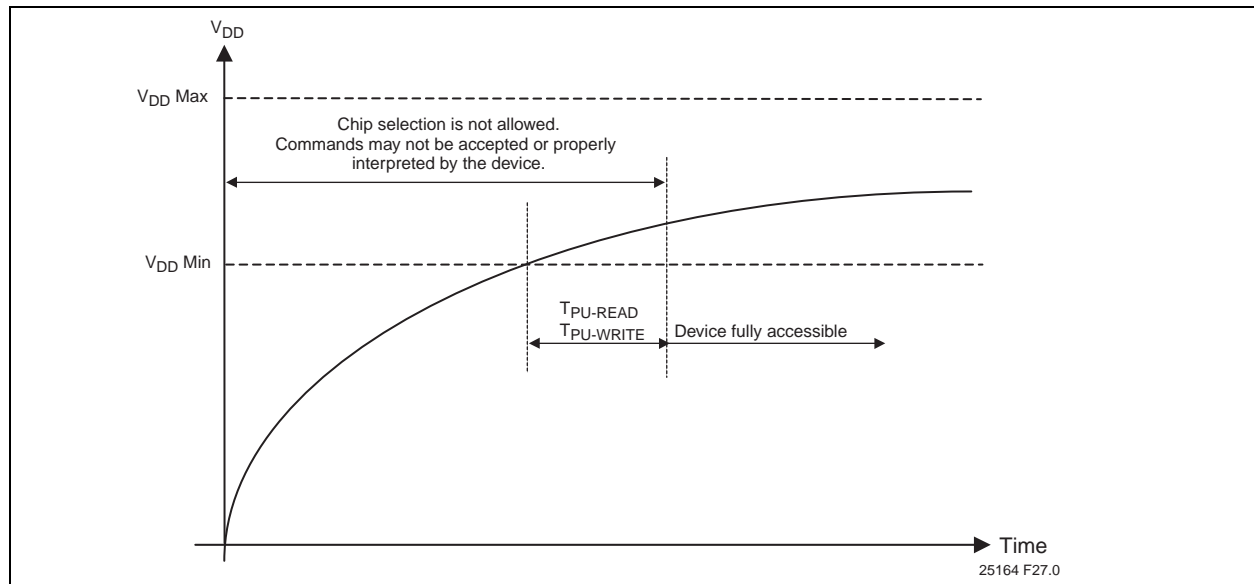 VDD
VDD Max
Chip selection is not allowed.
Commands may not be accepted or properly
interpreted by the device.
VDD Min
TPU-READ
TPU-WRITE
Device fully accessible
Time
25164 F27.0